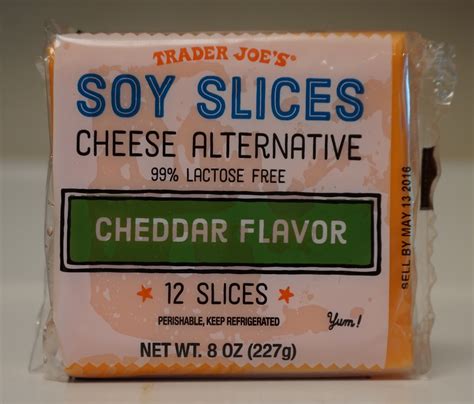 TRADER JOE'S®
SOY SLICES
CHEESE ALTERNATIVE
99% LACTOSE FREE
CHEDDAR FLAVOR
12 SLICES
PERISHABLE, KEEP REFRIGERATED
Yum!
NET WT. 8 OZ (227g)
SELL BY MAY 13 2016